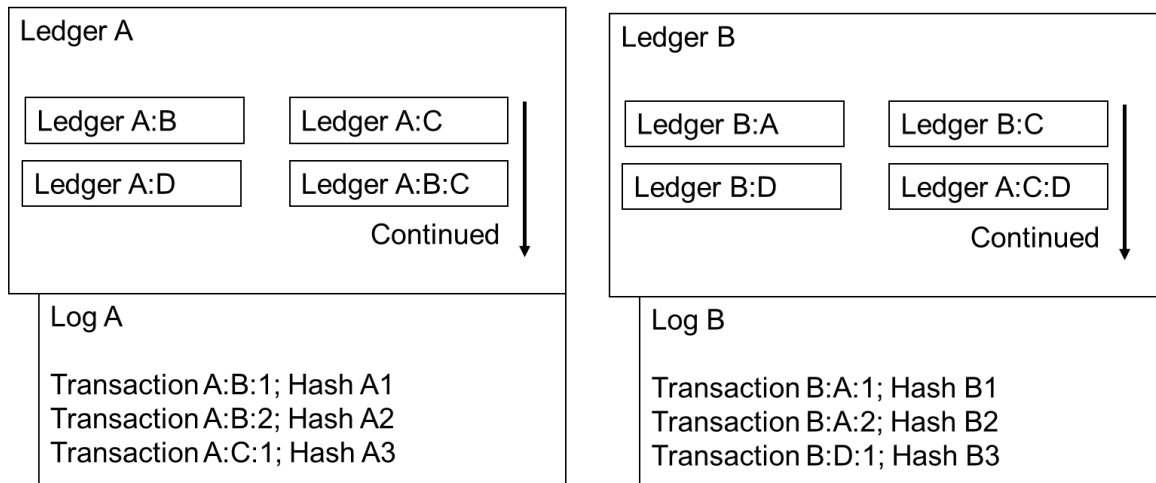 Ledger A
Ledger A:B
Ledger A:C
Ledger A:D
Ledger A:B:C
Continued
Log A
Transaction A:B:1; Hash A1
Transaction A:B:2; Hash A2
Transaction A:C:1; Hash A3
Ledger B
Ledger B:A
Ledger B:C
Ledger B:D
Ledger A:C:D
Continued
Log B
Transaction B:A:1; Hash B1
Transaction B:A:2; Hash B2
Transaction B:D:1; Hash B3